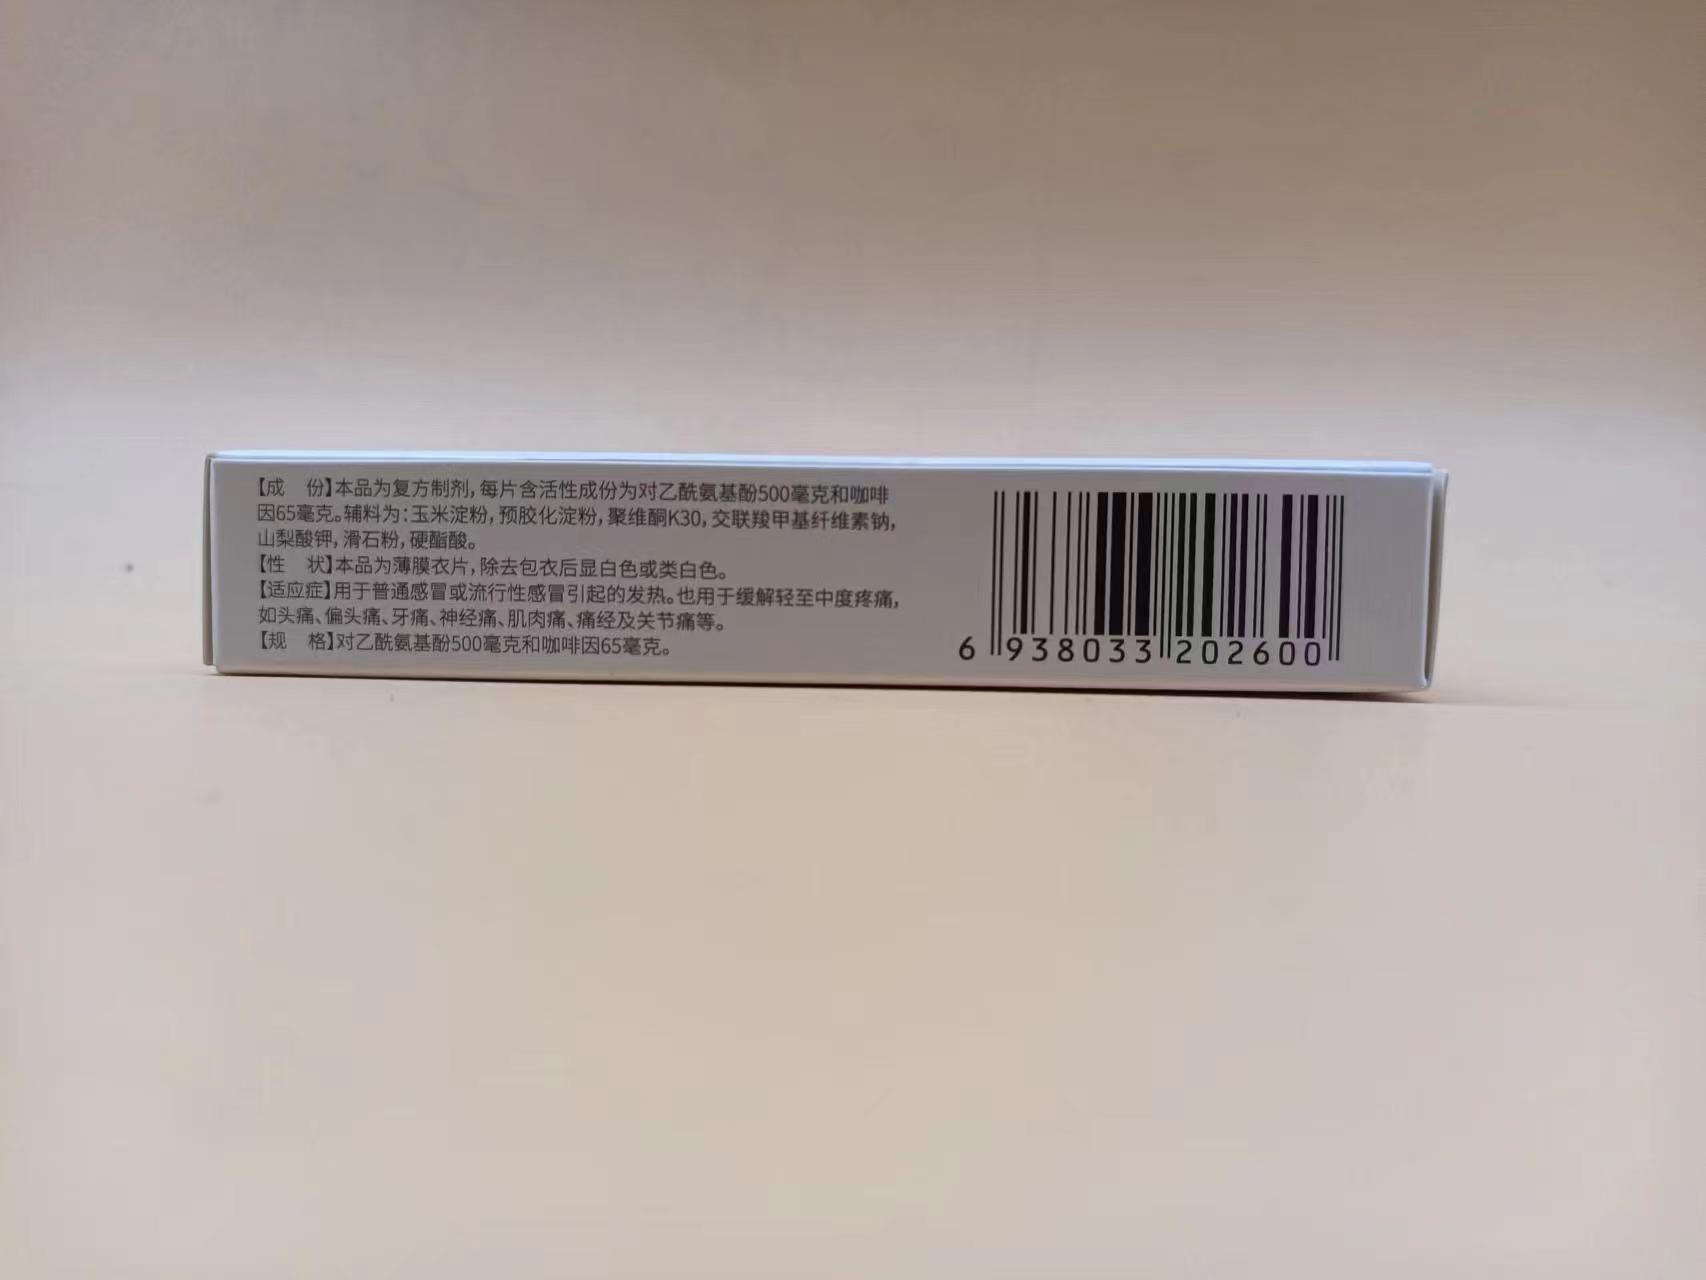 【成　份】本品为复方制剂，每片含活性成份为对乙酰氨基酚500毫克和咖啡
因65毫克。辅料为：玉米淀粉，预胶化淀粉，聚维酮K30，交联羧甲基纤维素钠，
山梨酸钾，滑石粉，硬酯酸。
【性　状】本品为薄膜衣片，除去包衣后显白色或类白色。
【适应症】用于普通感冒或流行性感冒引起的发热。也用于缓解轻至中度疼痛，
如头痛、偏头痛、牙痛、神经痛、肌肉痛、痛经及关节痛等。
【规　格】对乙酰氨基酚500毫克和咖啡因65毫克。
6 938033 202600